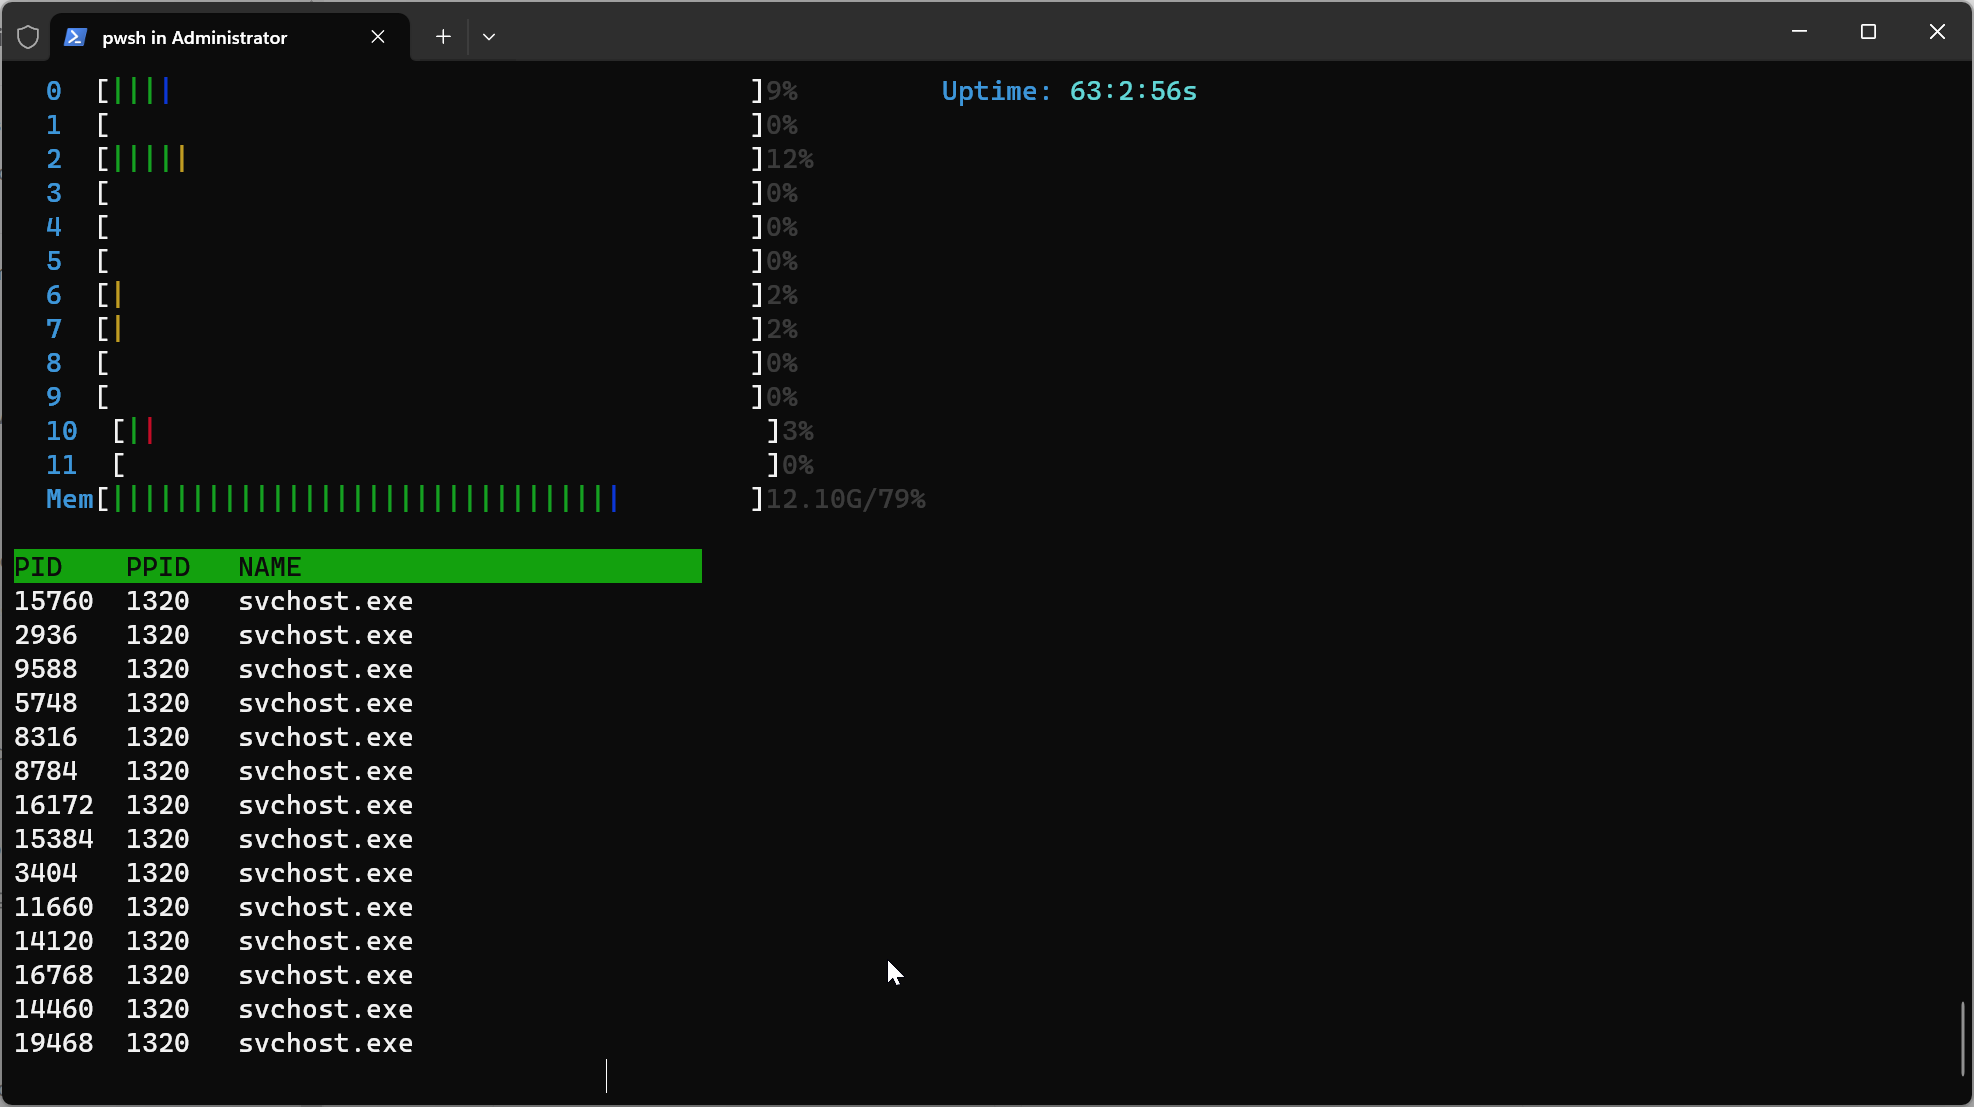 pwsh in Administrator
0 [|||| ]9% Uptime: 63:2:56s
1 [ ]0%
2 [||||| ]12%
3 [ ]0%
4 [ ]0%
5 [ ]0%
6 [| ]2%
7 [| ]2%
8 [ ]0%
9 [ ]0%
10 [|| ]3%
11 [ ]0%
Mem[|||||||||||||||||||||||||||||||| ]12.10G/79%
PID PPID NAME
15760 1320 svchost.exe
2936 1320 svchost.exe
9588 1320 svchost.exe
5748 1320 svchost.exe
8316 1320 svchost.exe
8784 1320 svchost.exe
16172 1320 svchost.exe
15384 1320 svchost.exe
3404 1320 svchost.exe
11660 1320 svchost.exe
14120 1320 svchost.exe
16768 1320 svchost.exe
14460 1320 svchost.exe
19468 1320 svchost.exe